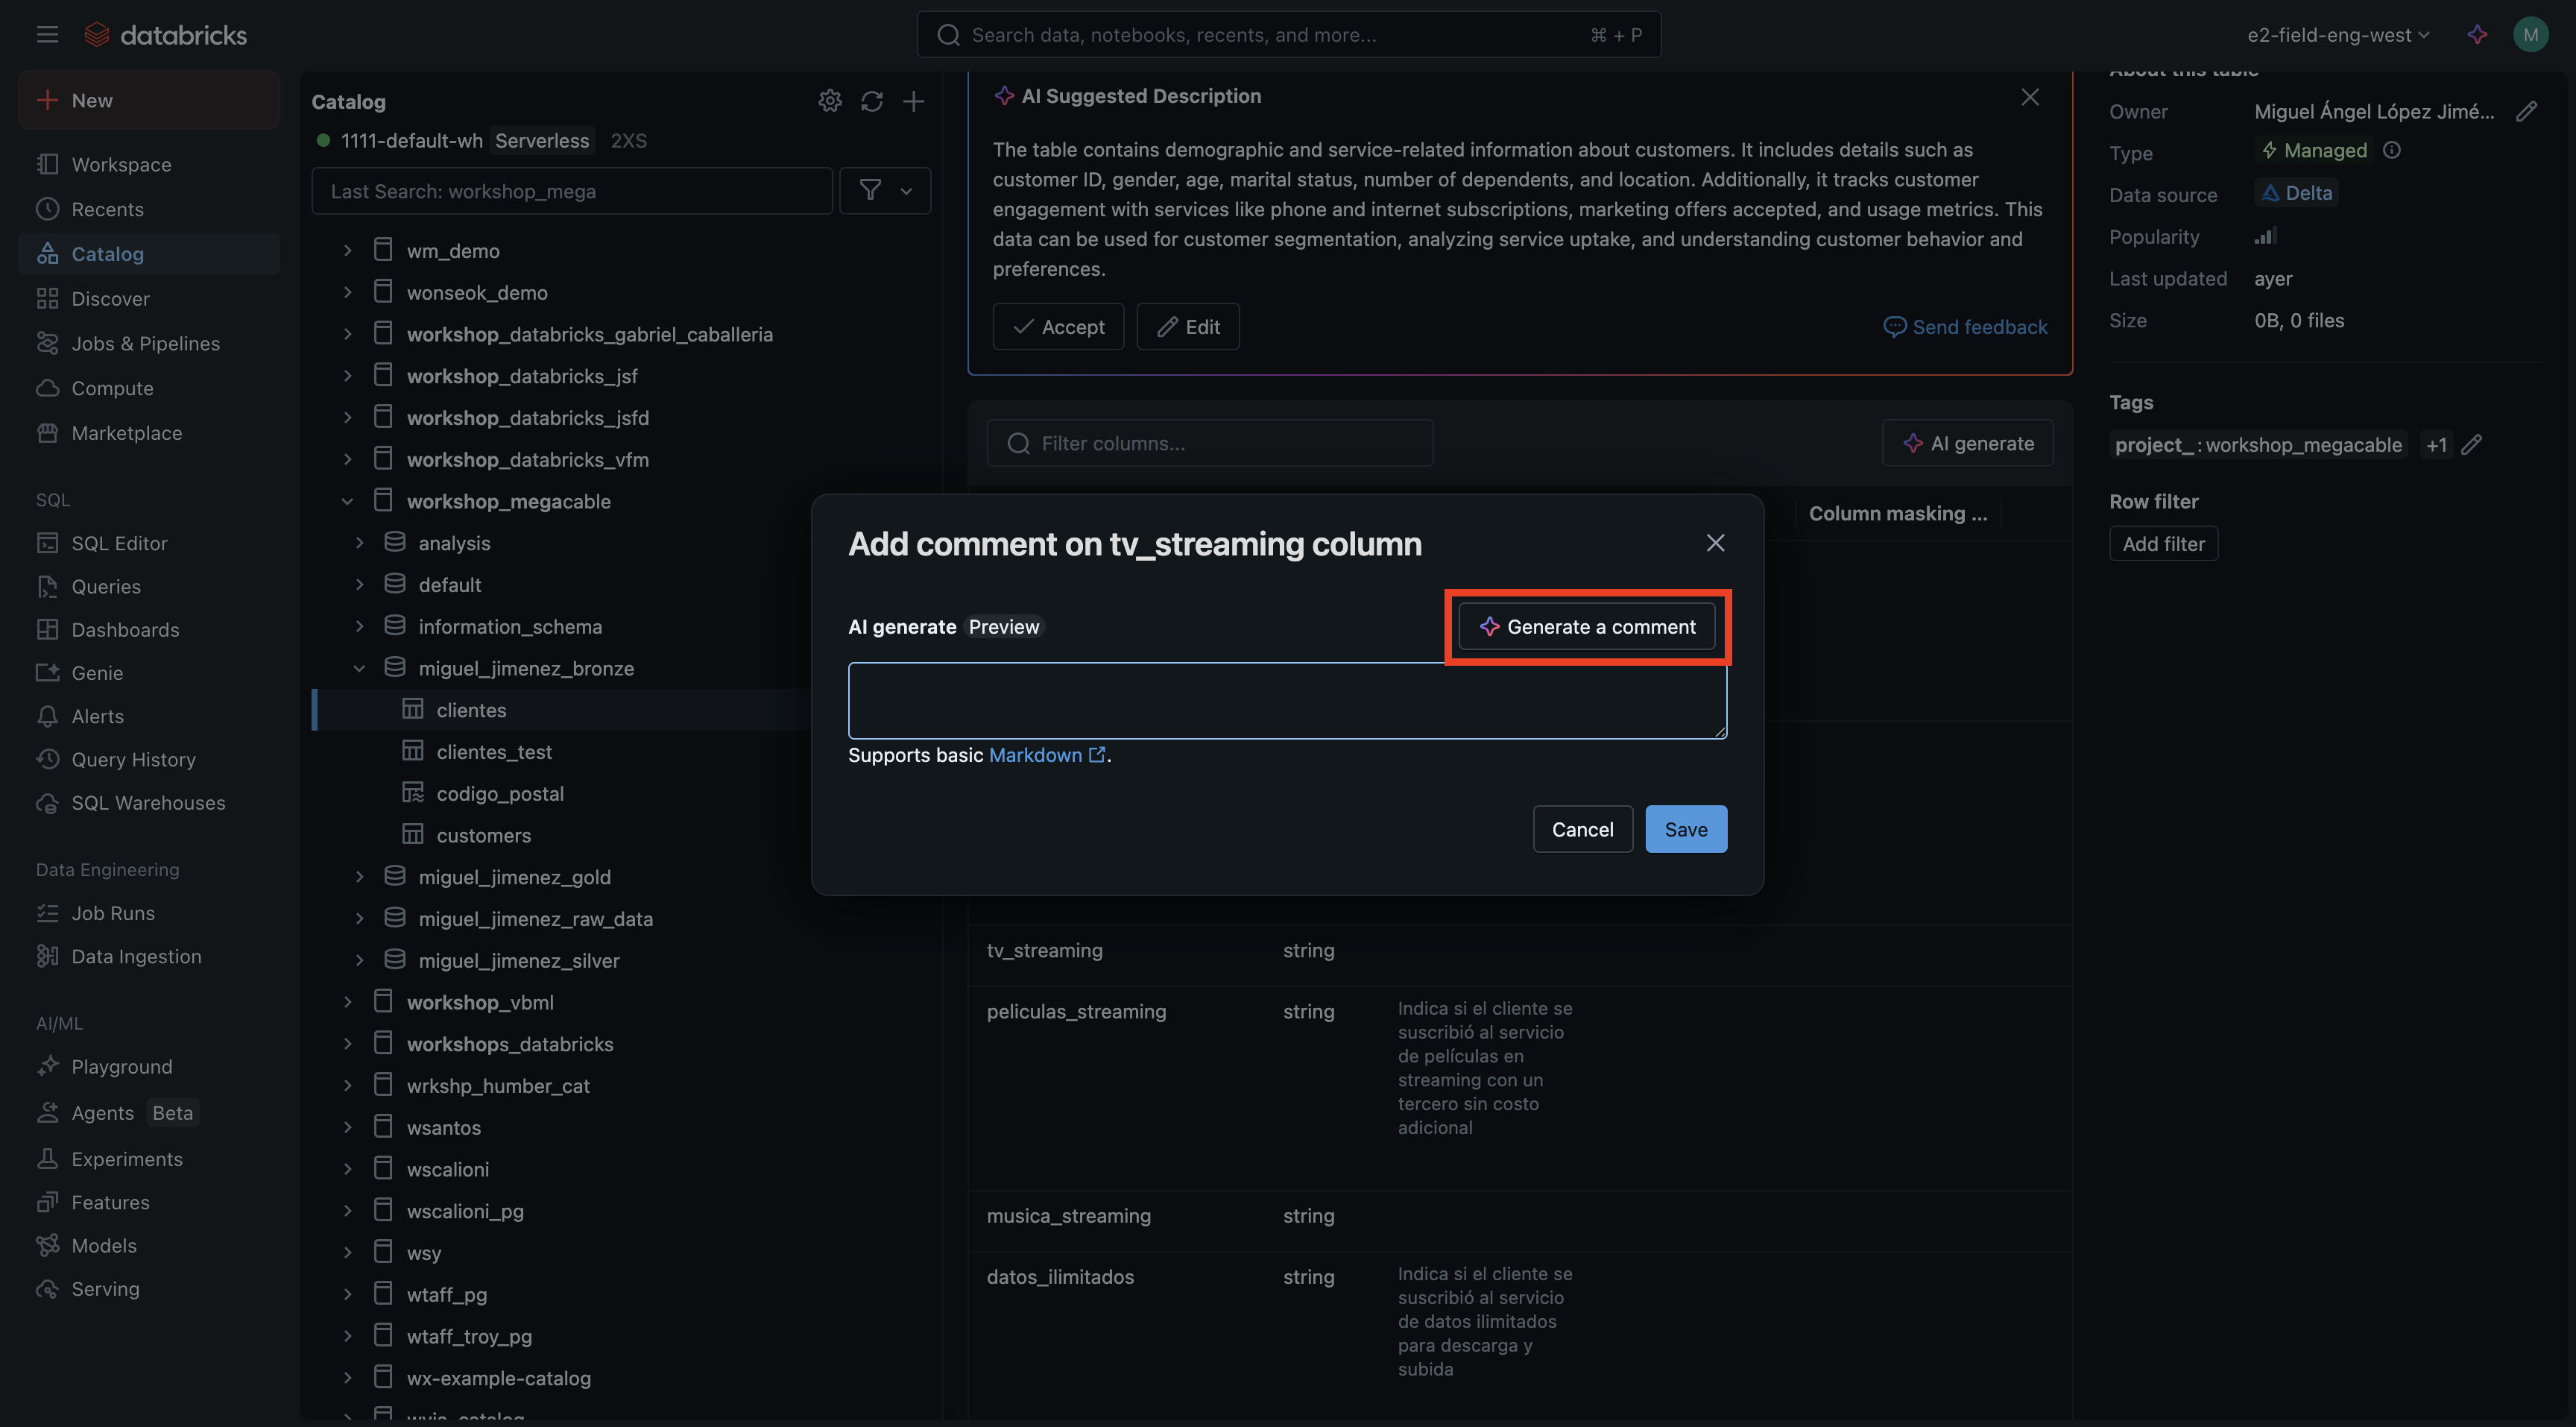 databricks
Search data, notebooks, recents, and more...
⌘ + P
e2-field-eng-west
M
New
Workspace
Recents
Catalog
Discover
Jobs & Pipelines
Compute
Marketplace
SQL
SQL Editor
Queries
Dashboards
Genie
Alerts
Query History
SQL Warehouses
Data Engineering
Job Runs
Data Ingestion
AI/ML
Playground
Agents Beta
Experiments
Features
Models
Serving
Catalog
1111-default-wh Serverless 2XS
Last Search: workshop_mega
wm_demo
wonseok_demo
workshop_databricks_gabriel_caballeria
workshop_databricks_jsf
workshop_databricks_jsfd
workshop_databricks_vfm
workshop_megacable
analysis
default
information_schema
miguel_jimenez_bronze
clientes
clientes_test
codigo_postal
customers
miguel_jimenez_gold
miguel_jimenez_raw_data
miguel_jimenez_silver
workshop_vbml
workshops_databricks
wrkshp_humber_cat
wsantos
wscalioni
wscalioni_pg
wsy
wtaff_pg
wtaff_troy_pg
wx-example-catalog
AI Suggested Description
The table contains demographic and service-related information about customers. It includes details such as
customer ID, gender, age, marital status, number of dependents, and location. Additionally, it tracks customer
engagement with services like phone and internet subscriptions, marketing offers accepted, and usage metrics. This
data can be used for customer segmentation, analyzing service uptake, and understanding customer behavior and
preferences.
Accept
Edit
Send feedback
Filter columns...
AI generate
Column masking ...
Add comment on tv_streaming column
AI generate Preview
Generate a comment
Supports basic Markdown.
Cancel
Save
tv_streaming string
peliculas_streaming string
Indica si el cliente se
suscribió al servicio
de películas en
streaming con un
tercero sin costo
adicional
musica_streaming string
datos_ilimitados string
Indica si el cliente se
suscribió al servicio
de datos ilimitados
para descarga y
subida
About this table
Owner Miguel Ángel López Jimé...
Type Managed
Data source Delta
Popularity
Last updated ayer
Size 0B, 0 files
Tags
project_ : workshop_megacable +1
Row filter
Add filter